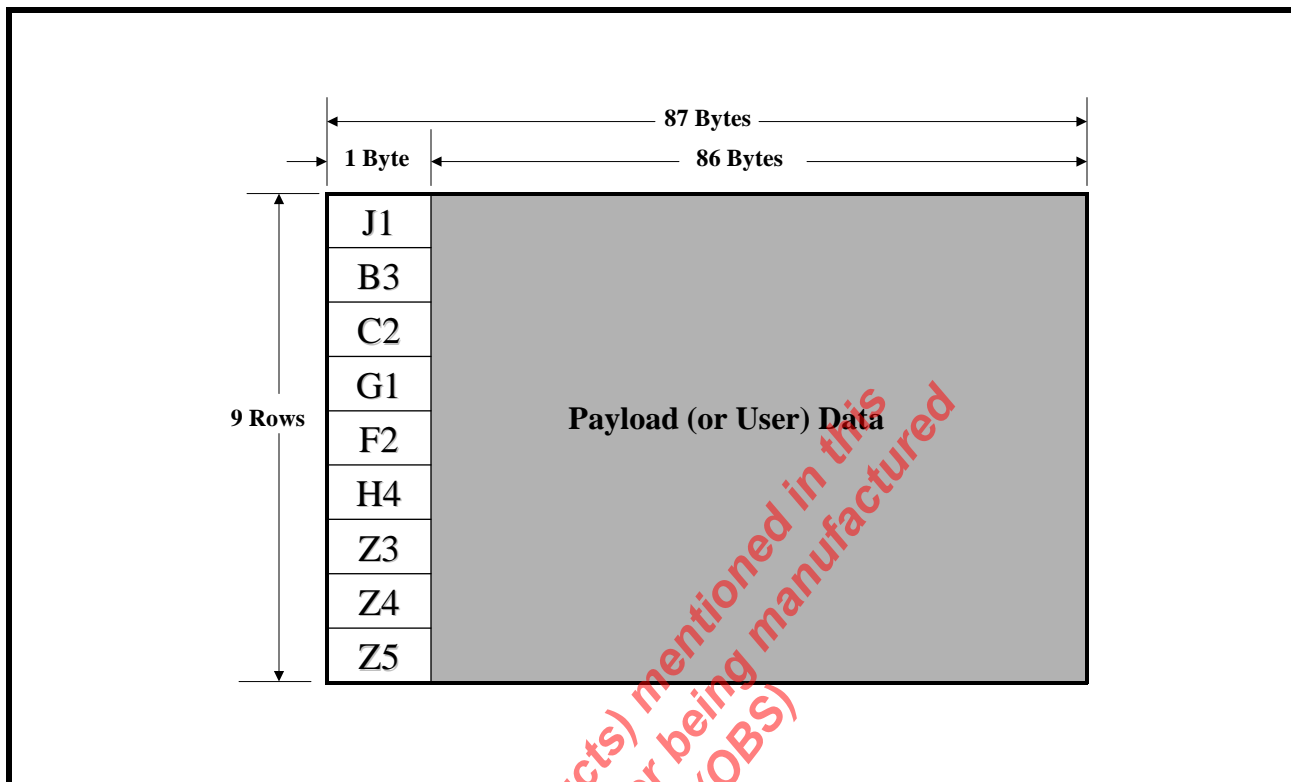 87 Bytes
1 Byte
86 Bytes
J1
B3
C2
G1
F2
H4
Z3
Z4
Z5
9 Rows
Payload (or User) Data
mentioned in this
being manufactured
(OBS)